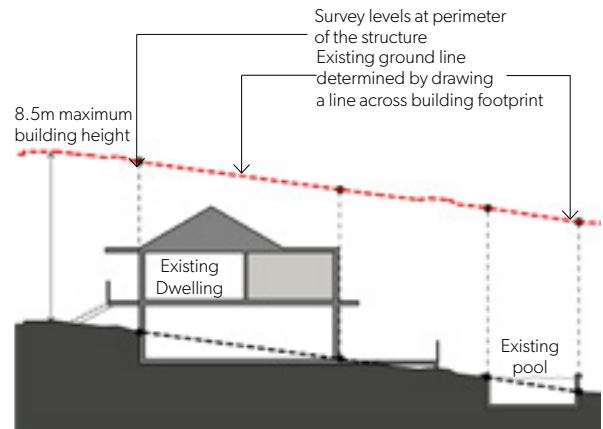 Survey levels at perimeter
of the structure
Existing ground line
determined by drawing
a line across building footprint
8.5m maximum
building height
Existing
Dwelling
Existing
pool